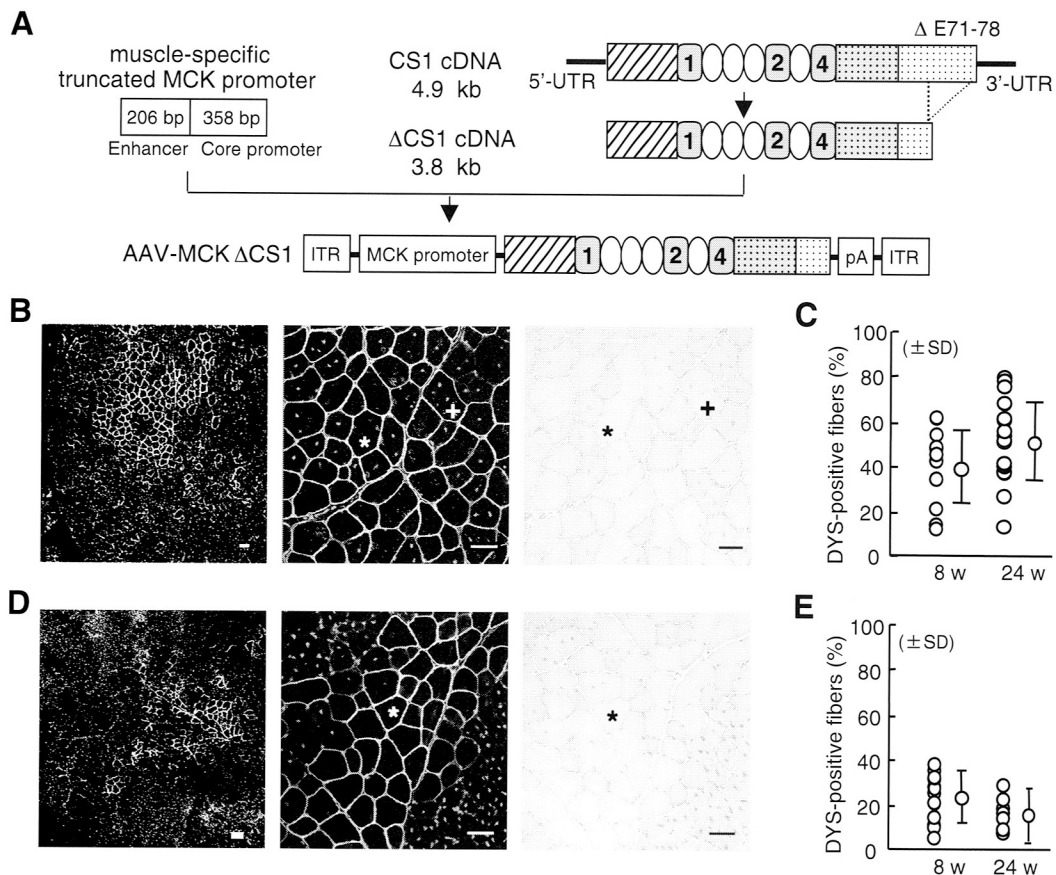 A
muscle-specific
truncated MCK promoter
206 bp 358 bp
Enhancer Core promoter
CS1 cDNA
4.9 kb
ΔCS1 cDNA
3.8 kb
Δ E71-78
5'-UTR 1 2 4 3'-UTR
1 2 4
AAV-MCK ΔCS1 ITR MCK promoter 1 2 4 pA ITR
B
* +
* +
C
DYS-positive fibers (%)
(±SD)
100
80
60
40
20
0
8 w 24 w
D
*
*
E
DYS-positive fibers (%)
(±SD)
100
80
60
40
20
0
8 w 24 w